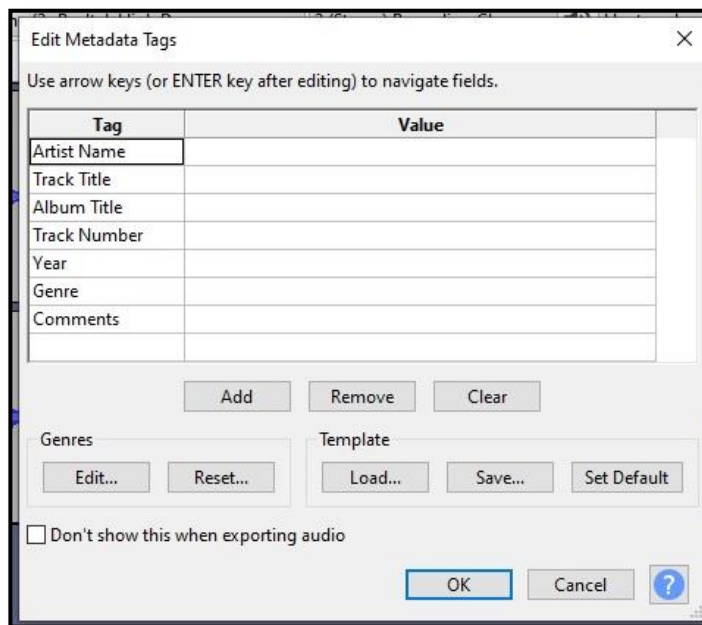 Edit Metadata Tags
Use arrow keys (or ENTER key after editing) to navigate fields.
Tag Value
Artist Name
Track Title
Album Title
Track Number
Year
Genre
Comments
Add Remove Clear
Genres Template
Edit... Reset... Load... Save... Set Default
Don't show this when exporting audio
OK Cancel ?